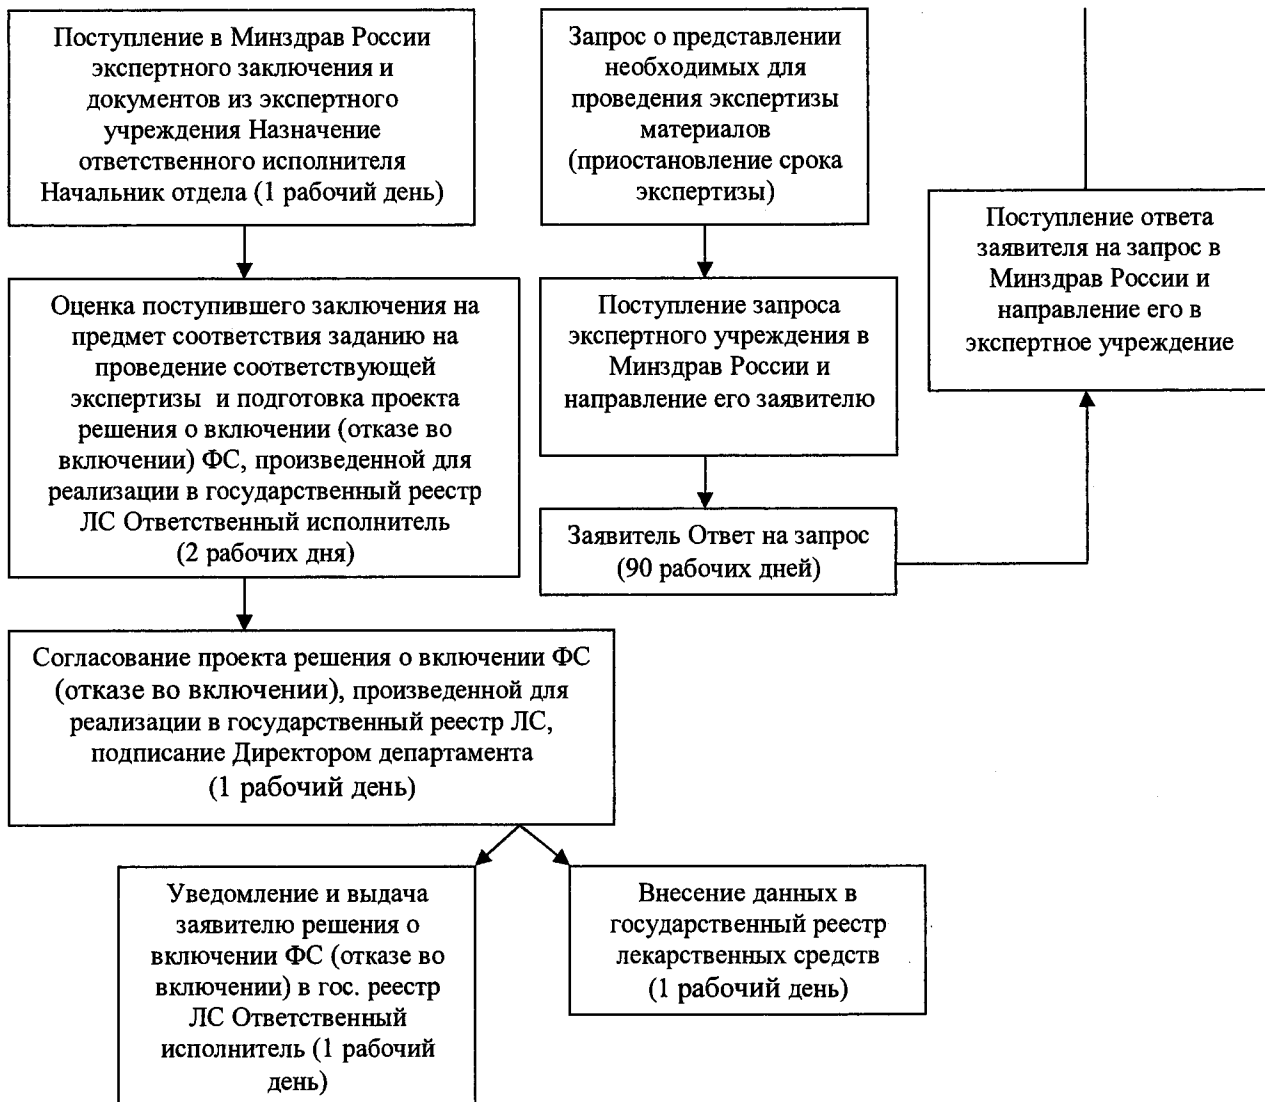 Поступление в Минздрав России
экспертного заключения и
документов из экспертного
учреждения Назначение
ответственного исполнителя
Начальник отдела (1 рабочий день)
Запрос о представлении
необходимых для
проведения экспертизы
материалов
(приостановление срока
экспертизы)
Поступление ответа
заявителя на запрос в
Минздрав России и
направление его в
экспертное учреждение
Оценка поступившего заключения на
предмет соответствия заданию на
проведение соответствующей
экспертизы и подготовка проекта
решения о включении (отказе во
включении) ФС, произведенной для
реализации в государственный реестр
ЛС Ответственный исполнитель
(2 рабочих дня)
Поступление запроса
экспертного учреждения в
Минздрав России и
направление его заявителю
Заявитель Ответ на запрос
(90 рабочих дней)
Согласование проекта решения о включении ФС
(отказе во включении), произведенной для
реализации в государственный реестр ЛС,
подписание Директором департамента
(1 рабочий день)
Уведомление и выдача
заявителю решения о
включении ФС (отказе во
включении) в гос. реестр
ЛС Ответственный
исполнитель (1 рабочий
день)
Внесение данных в
государственный реестр
лекарственных средств
(1 рабочий день)